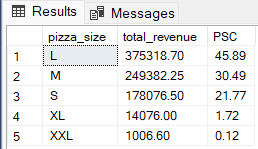 Results Messages
pizza_size total_revenue PSC
1 L 375318.70 45.89
2 M 249382.25 30.49
3 S 178076.50 21.77
4 XL 14076.00 1.72
5 XXL 1006.60 0.12